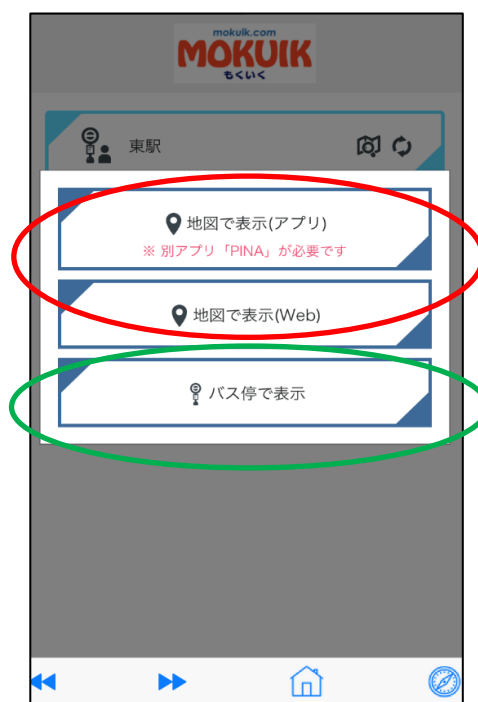 mokuik.com
MOKUIK
もくいく
東駅
地図で表示(アプリ)
※ 別アプリ「PINA」が必要です
地図で表示(Web)
バス停で表示